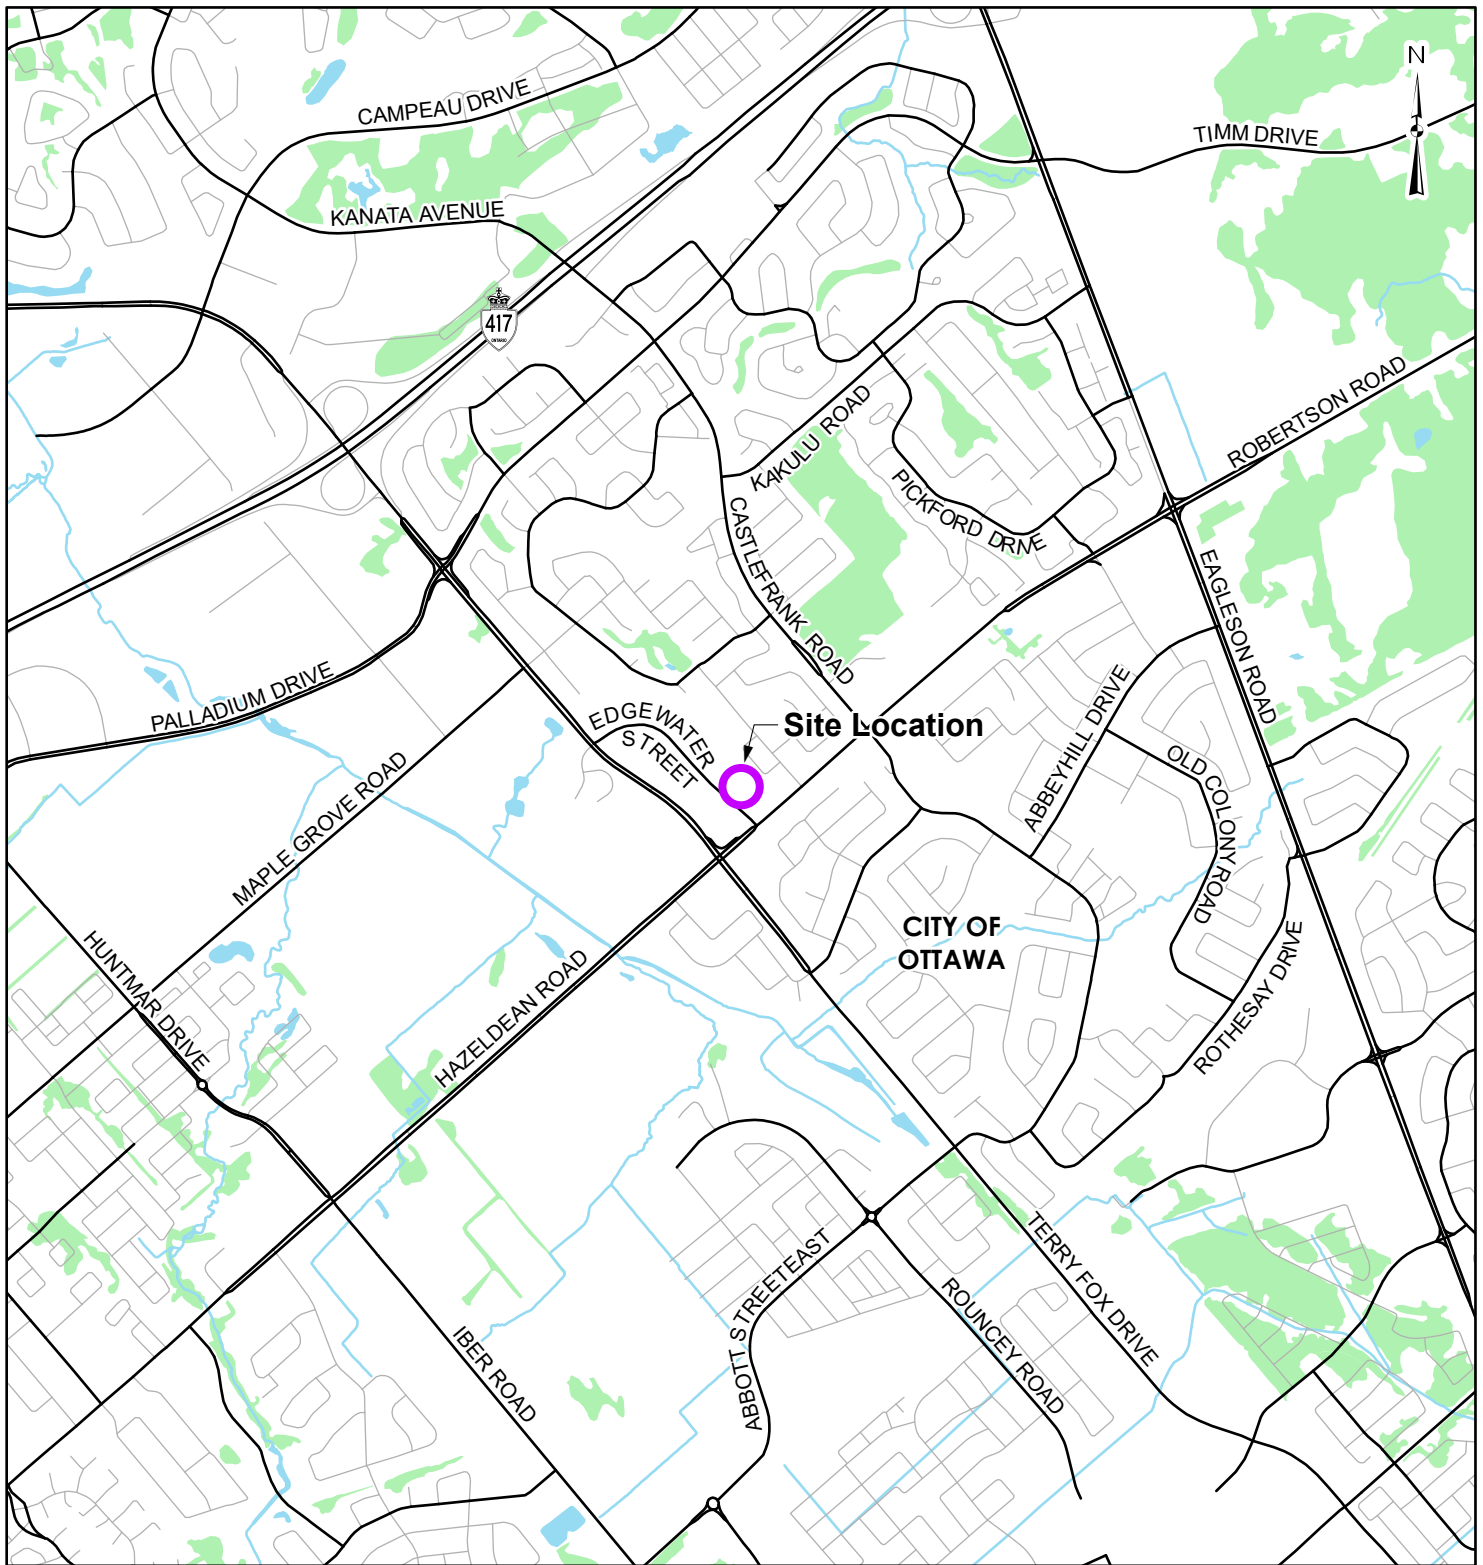 CAMPEAU DRIVE
N
TIMM DRIVE
KANATA AVENUE
417
ONTARIO
ROBERTSON ROAD
KAKULU ROAD
PICKFORD DRIVE
CASTLEFRANK ROAD
EAGLESON ROAD
PALLADIUM DRIVE
EDGEWATER
STREET
Site Location
ABBEYHILL DRIVE
OLD COLONY ROAD
MAPLE GROVE ROAD
CITY OF
OTTAWA
HUNTMAR DRIVE
HAZELDEAN ROAD
ROTHESAY DRIVE
ABBOTT STREET EAST
TERRY FOX DRIVE
ROUNCEY ROAD
IBER ROAD